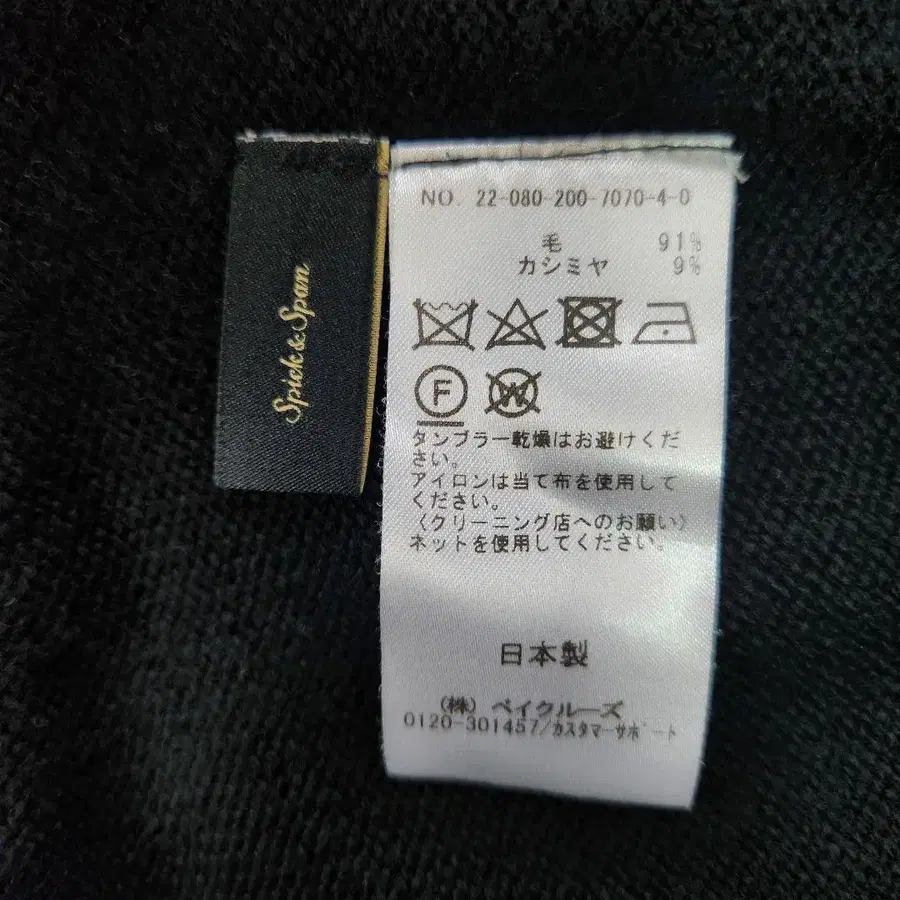 Spick & Span
NO. 22-080-200-7070-4-0
毛 91%
カシミヤ 9%
F
W
タンブラー乾燥はお避けくだ
さい。
アイロンは当て布を使用して
ください。
〈クリーニング店へのお願い〉
ネットを使用してください。
日本製
(株) ベイクルーズ
0120-301457/カスタマーサポート